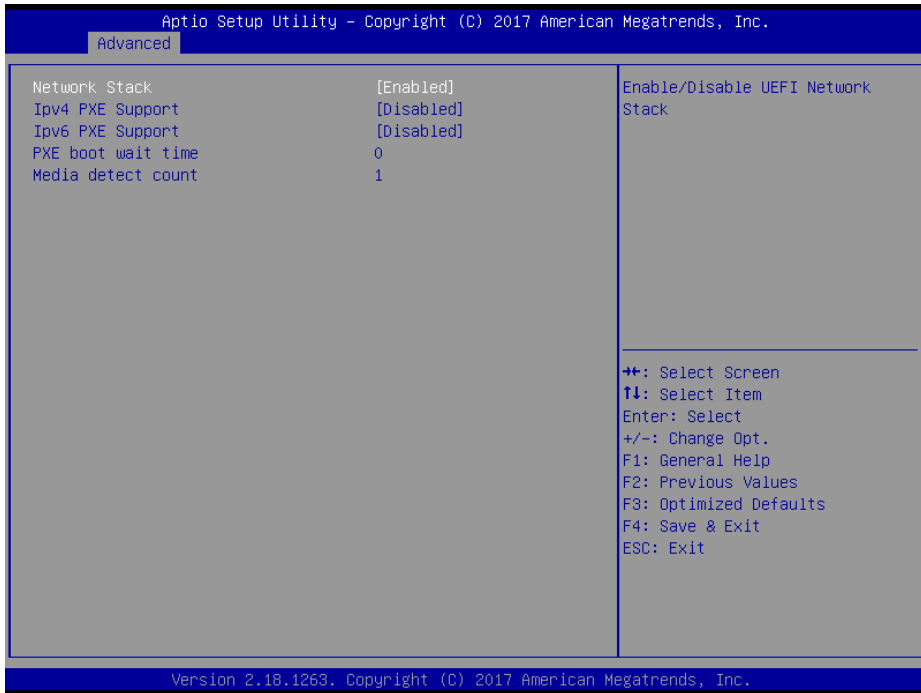 Aptio Setup Utility – Copyright (C) 2017 American Megatrends, Inc.
Advanced
Network Stack [Enabled]
Ipv4 PXE Support [Disabled]
Ipv6 PXE Support [Disabled]
PXE boot wait time 0
Media detect count 1
Enable/Disable UEFI Network
Stack
→←: Select Screen
↑↓: Select Item
Enter: Select
+/-: Change Opt.
F1: General Help
F2: Previous Values
F3: Optimized Defaults
F4: Save & Exit
ESC: Exit
Version 2.18.1263. Copyright (C) 2017 American Megatrends, Inc.